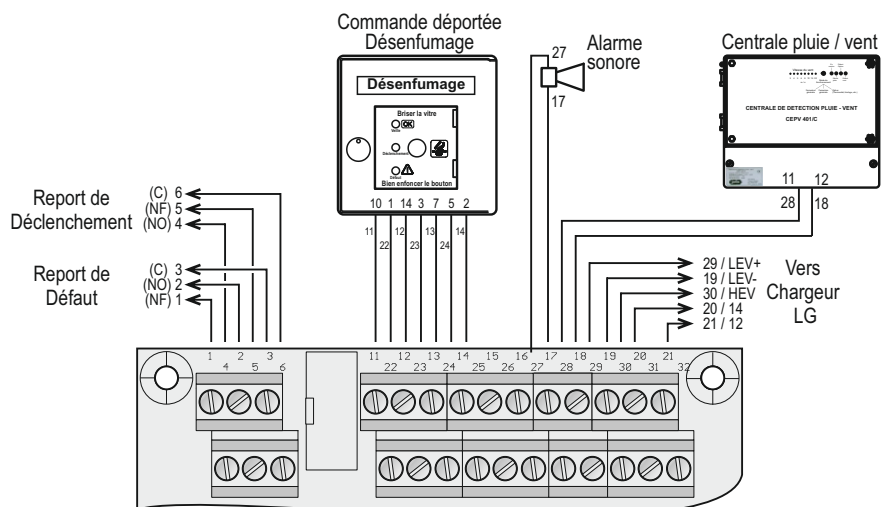 Commande déportée
Désenfumage
Alarme
sonore
Centrale pluie / vent
27
17
Désenfumage
Briser la vitre
OK
Veille
Déclenchement
Défaut
Bien enfoncer le bouton
10 1 14 3 7 5 2
11 22 12 23 13 24 14
CENTRALE DE DETECTION PLUIE - VENT
CEPV 401/C
11 12
28 18
Report de
Déclenchement
(C) 6
(NF) 5
(NO) 4
Report de
Défaut
(C) 3
(NO) 2
(NF) 1
29 / LEV+
19 / LEV-
30 / HEV
20 / 14
21 / 12
Vers
Chargeur
LG
1 2 3 11 12 13 14 15 16 17 18 19 20 21
4 5 6 22 23 24 25 26 27 28 29 30 31 32